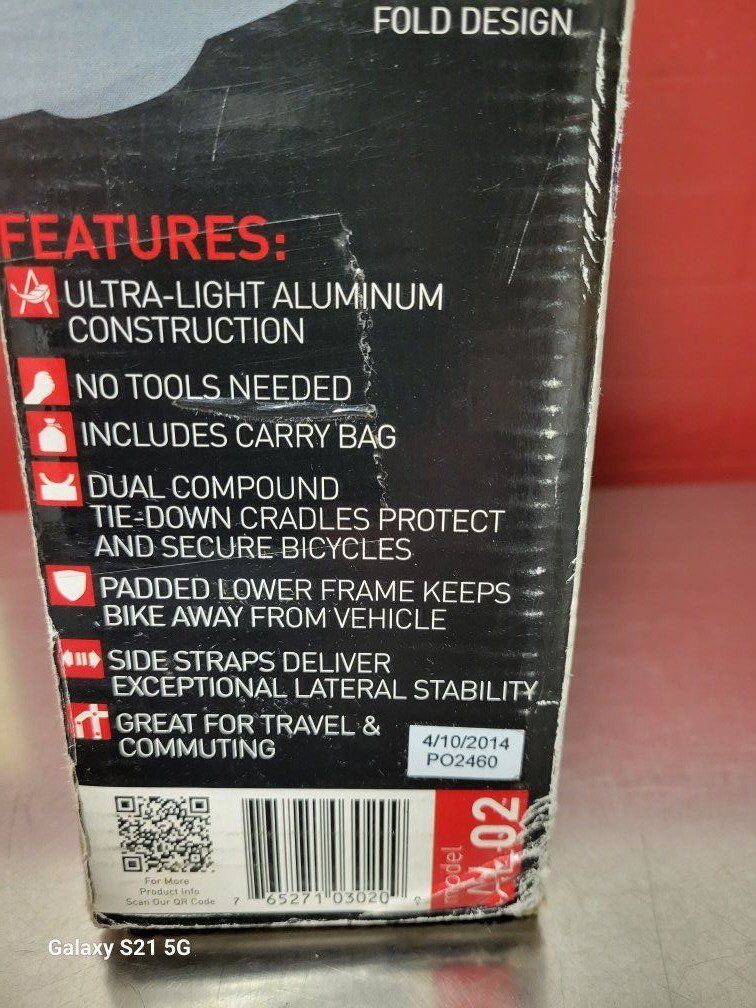 FOLD DESIGN
FEATURES:
ULTRA-LIGHT ALUMINUM
CONSTRUCTION
NO TOOLS NEEDED
INCLUDES CARRY BAG
DUAL COMPOUND
TIE-DOWN CRADLES PROTECT
AND SECURE BICYCLES
PADDED LOWER FRAME KEEPS
BIKE AWAY FROM VEHICLE
SIDE STRAPS DELIVER
EXCEPTIONAL LATERAL STABILITY
GREAT FOR TRAVEL &
COMMUTING
4/10/2014
PO2460
For More
Product Info
Scan Our QR Code
7 65271 03020
model
Galaxy S21 5G